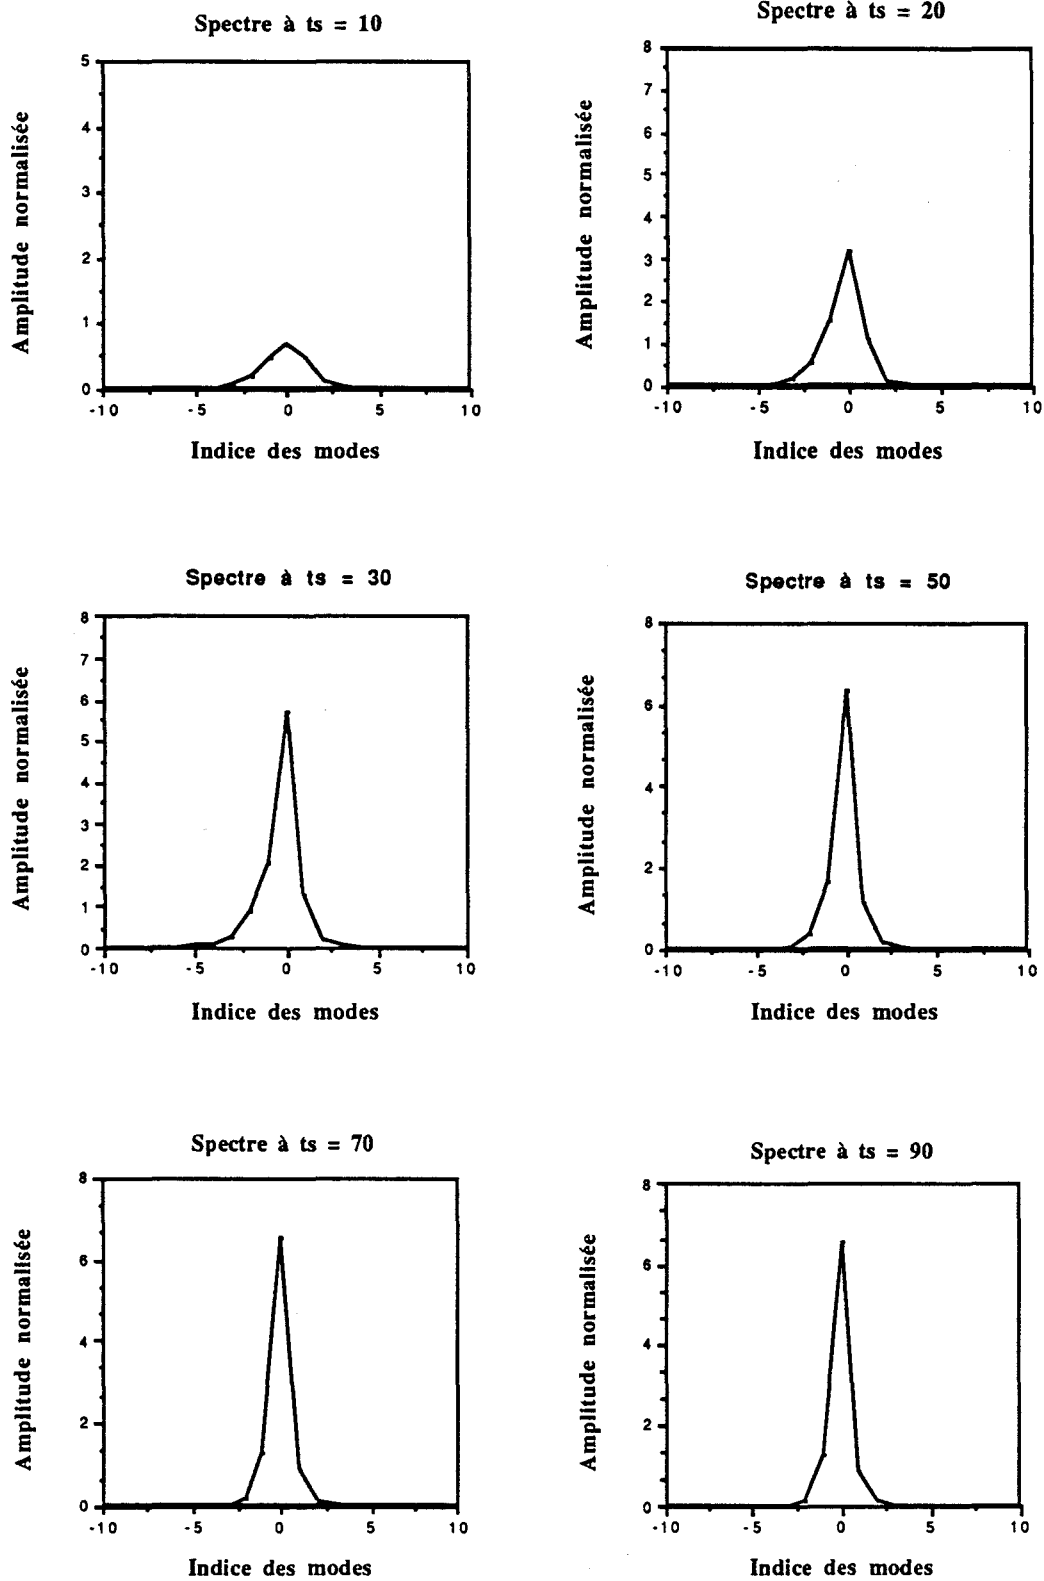 Spectre à ts = 10
Amplitude normalisée
5
4
3
2
1
0
-10 -5 0 5 10
Indice des modes
Spectre à ts = 20
Amplitude normalisée
8
7
6
5
4
3
2
1
0
-10 -5 0 5 10
Indice des modes
Spectre à ts = 30
Amplitude normalisée
8
7
6
5
4
3
2
1
0
-10 -5 0 5 10
Indice des modes
Spectre à ts = 50
Amplitude normalisée
8
6
4
2
0
-10 -5 0 5 10
Indice des modes
Spectre à ts = 70
Amplitude normalisée
8
6
4
2
0
-10 -5 0 5 10
Indice des modes
Spectre à ts = 90
Amplitude normalisée
8
6
4
2
0
-10 -5 0 5 10
Indice des modes